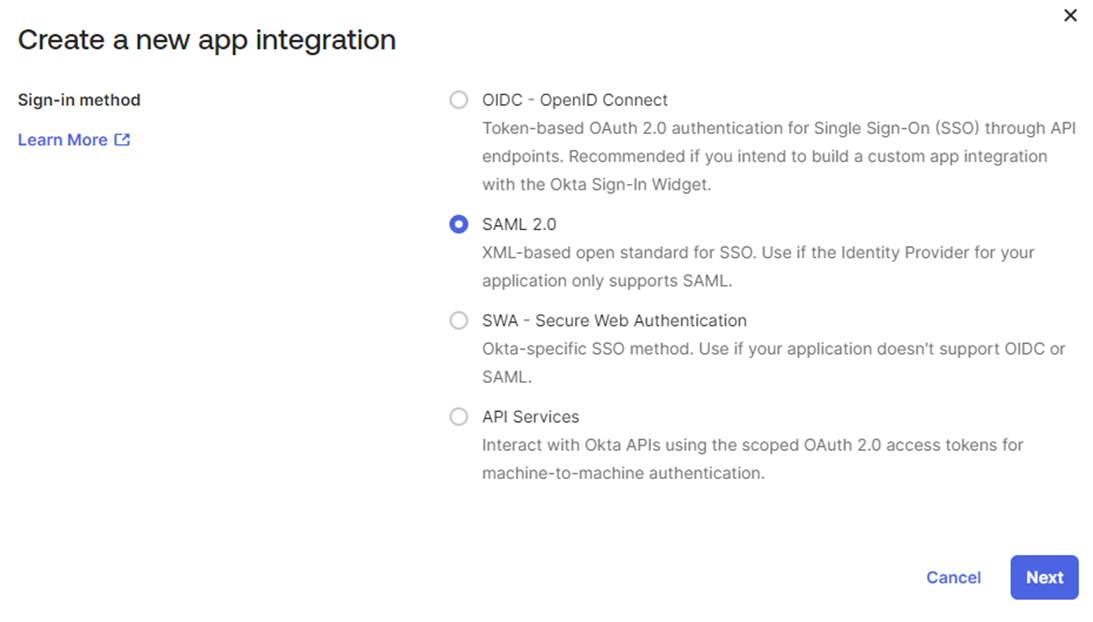 Create a new app integration
Sign-in method
Learn More
OIDC - OpenID Connect
Token-based OAuth 2.0 authentication for Single Sign-On (SSO) through API
endpoints. Recommended if you intend to build a custom app integration
with the Okta Sign-In Widget.
SAML 2.0
XML-based open standard for SSO. Use if the Identity Provider for your
application only supports SAML.
SWA - Secure Web Authentication
Okta-specific SSO method. Use if your application doesn't support OIDC or
SAML.
API Services
Interact with Okta APIs using the scoped OAuth 2.0 access tokens for
machine-to-machine authentication.
Cancel
Next